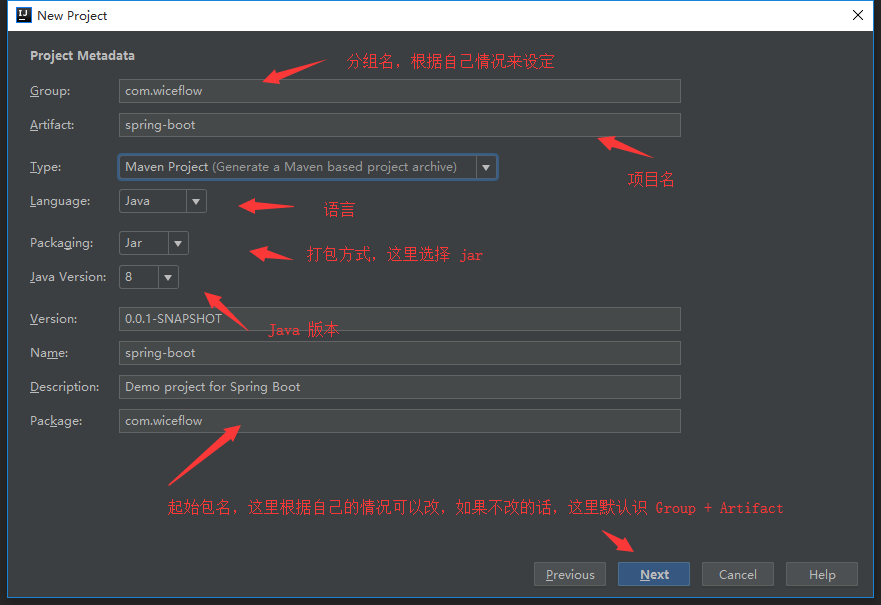 New Project
Project Metadata
分组名，根据自己情况来设定
Group: com.wiceflow
Artifact: spring-boot
项目名
Type: Maven Project (Generate a Maven based project archive)
Language: Java
语言
Packaging: Jar
打包方式，这里选择 jar
Java Version: 8
Java 版本
Version: 0.0.1-SNAPSHOT
Name: spring-boot
Description: Demo project for Spring Boot
Package: com.wiceflow
起始包名，这里根据自己的情况可以改，如果不改的话，这里默认识 Group + Artifact
Previous Next Cancel Help